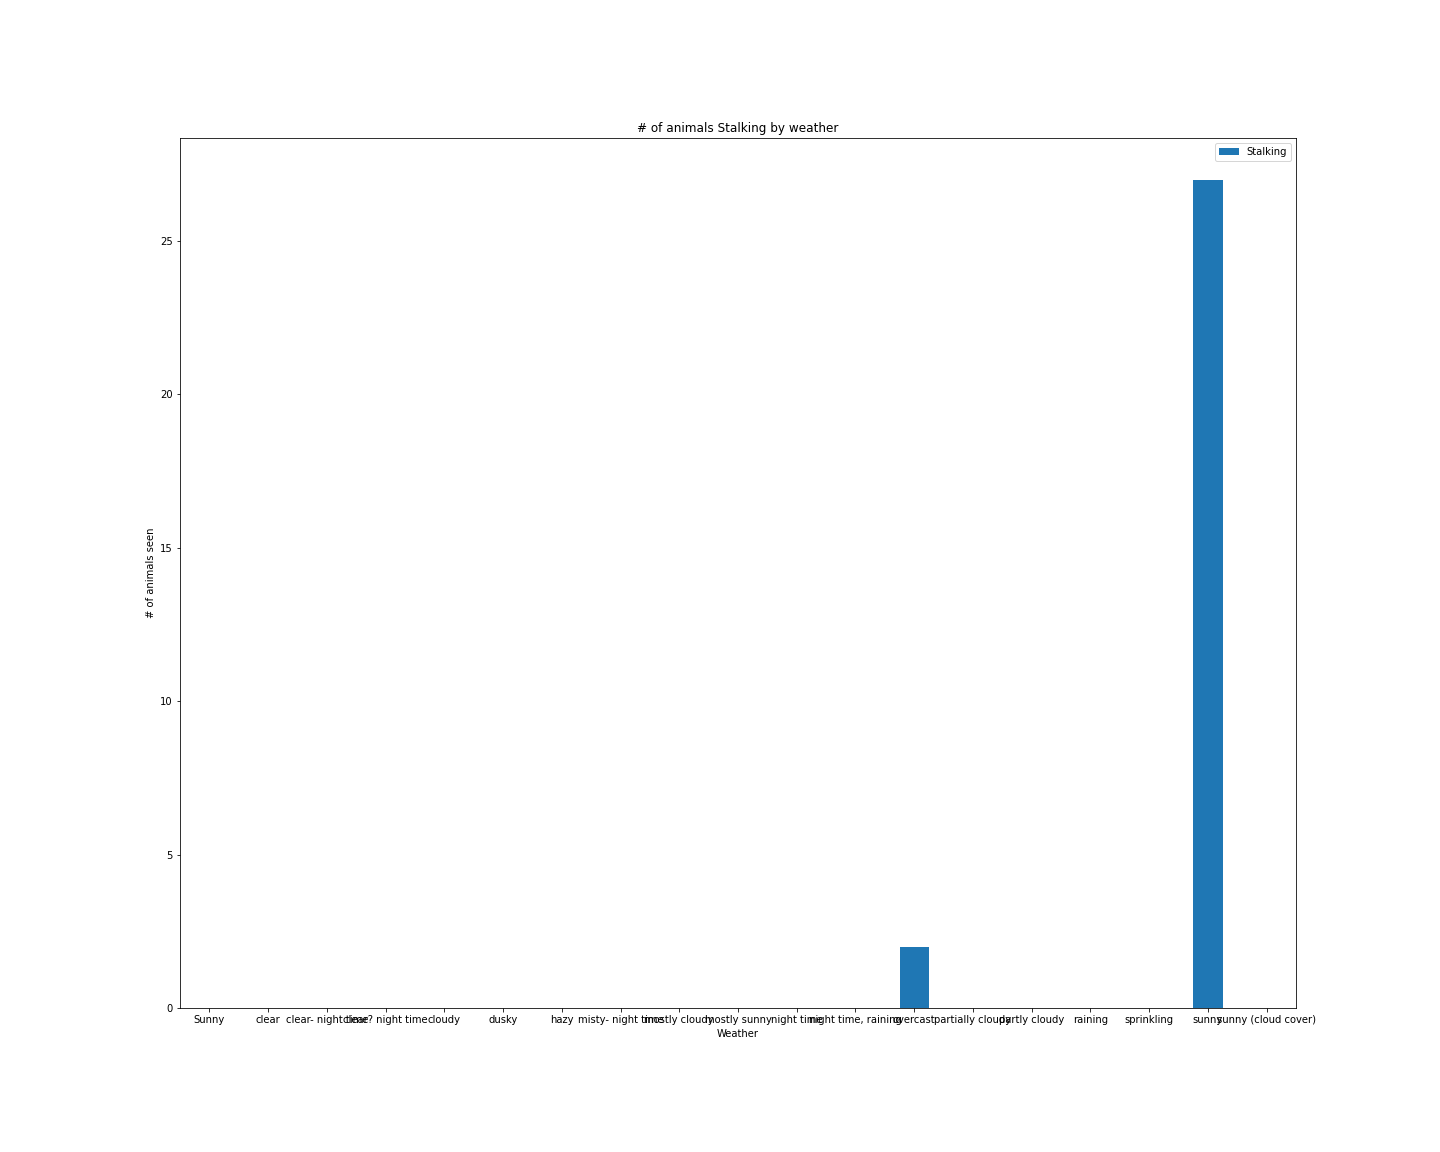 # of animals Stalking by weather
Stalking
# of animals seen
25
20
15
10
5
0
Sunny clear clear- night time clear? night time cloudy dusky hazy misty- night time mostly cloudy mostly sunny night time night time, raining overcast partially cloudy partly cloudy raining sprinkling sunny sunny (cloud cover)
Weather